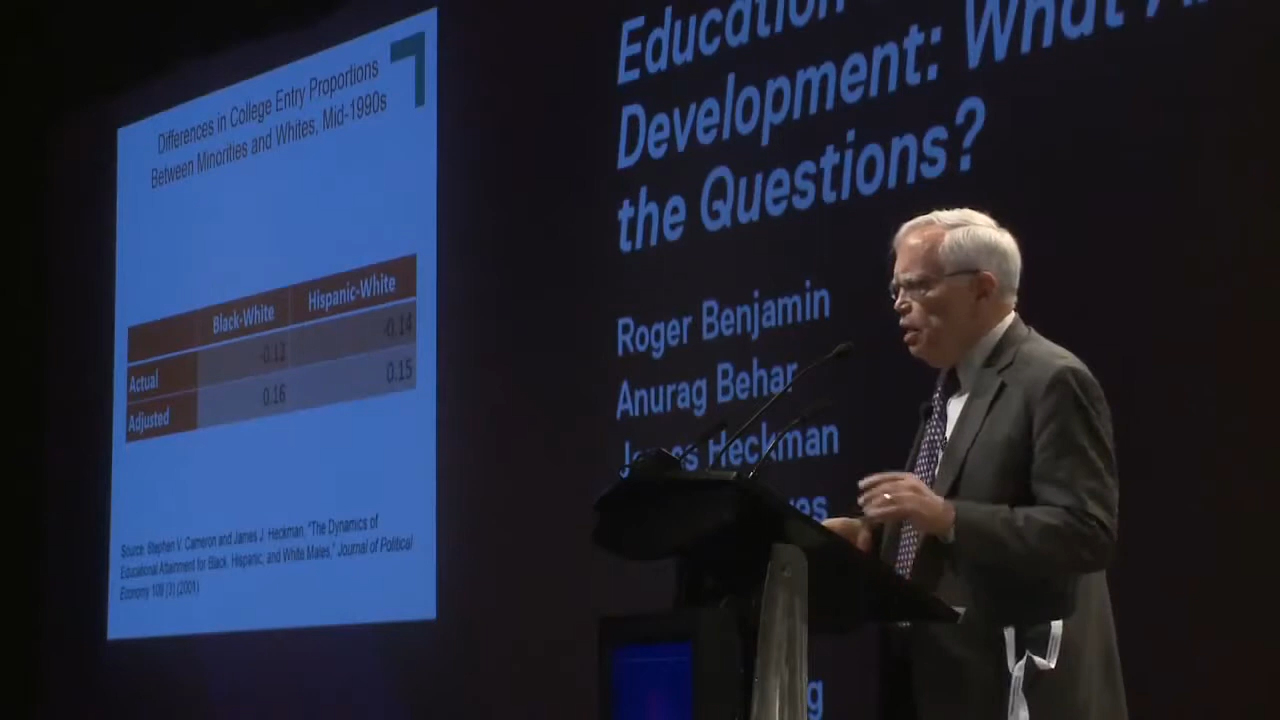 Differences in College Entry Proportions
Between Minorities and Whites, Mid-1990s
Black-White Hispanic-White
Actual -0.14
Adjusted 0.16 0.15
Source: Stephen V. Cameron and James J. Heckman, "The Dynamics of
Educational Attainment for Black, Hispanic, and White Males," Journal of Political
Economy 109 (3) (2001)
Education
Development: What
the Questions?
Roger Benjamin
Anurag Behar
Heckman